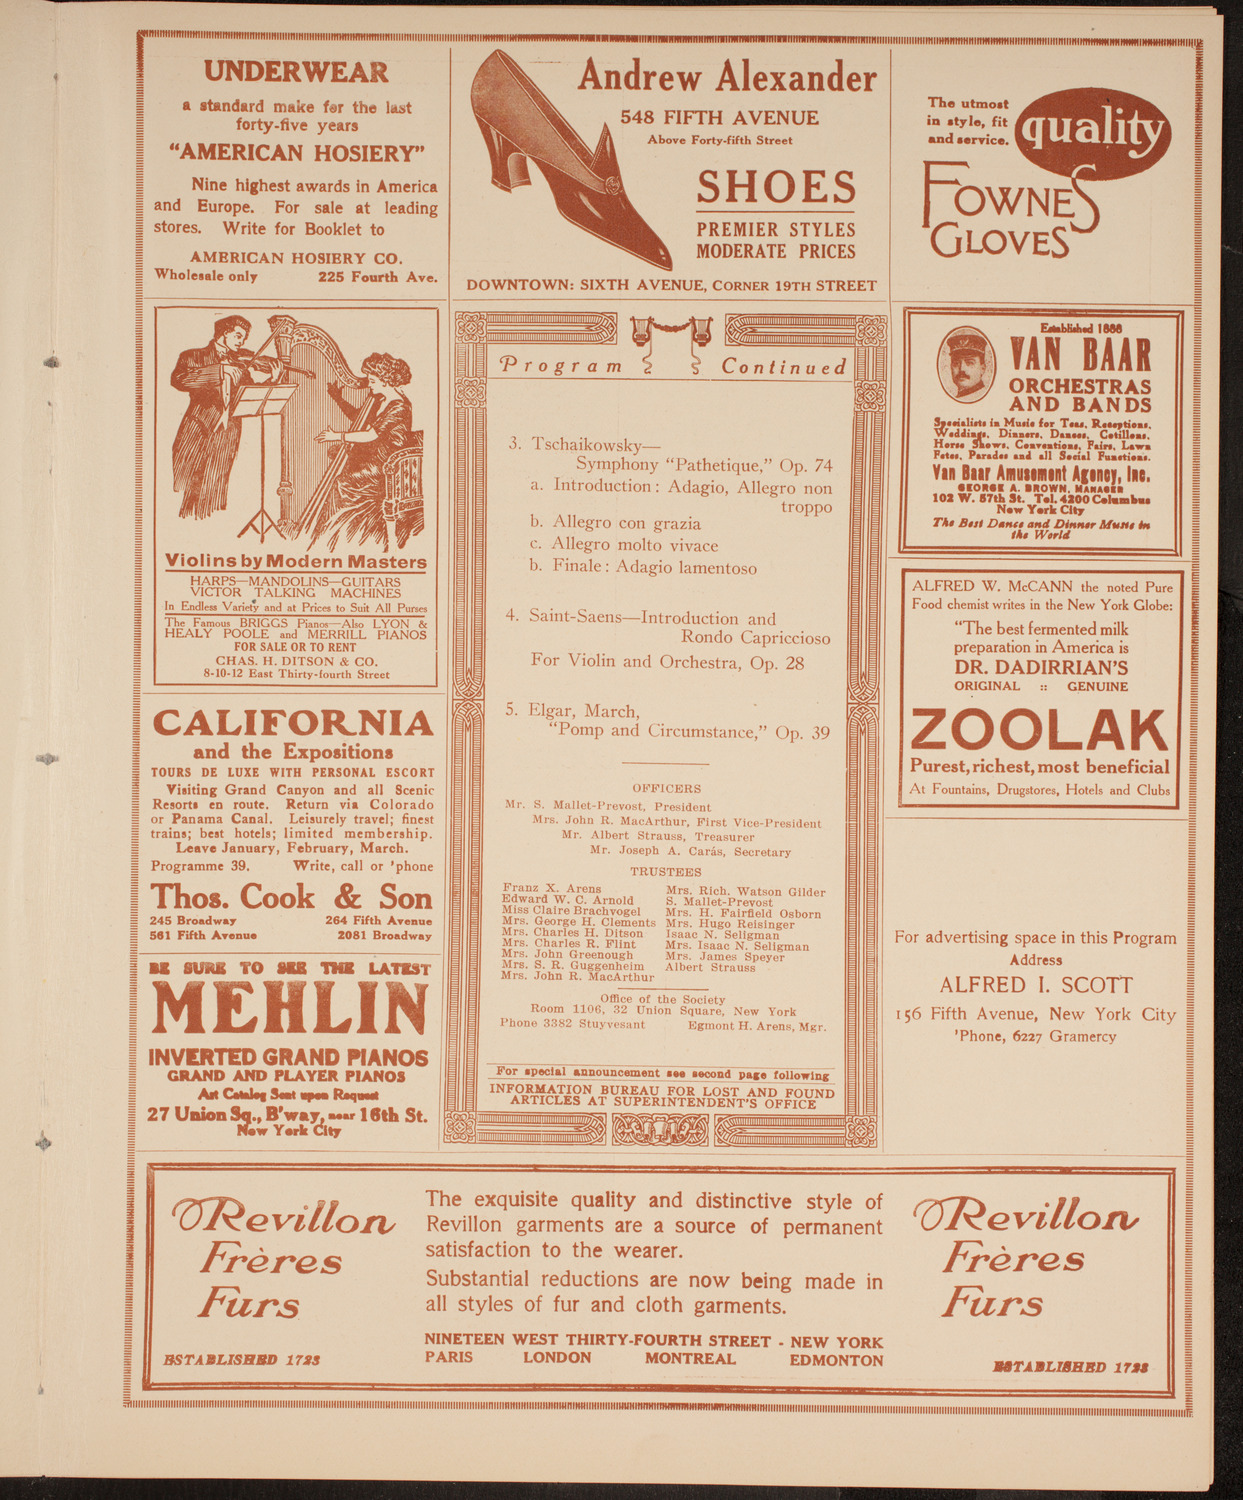 UNDERWEAR
a standard make for the last
forty-five years
"AMERICAN HOSIERY"
Nine highest awards in America
and Europe. For sale at leading
stores. Write for Booklet to
AMERICAN HOSIERY CO.
Wholesale only 225 Fourth Ave.
Andrew Alexander
548 FIFTH AVENUE
Above Forty-fifth Street
SHOES
PREMIER STYLES
MODERATE PRICES
DOWNTOWN: SIXTH AVENUE, CORNER 19TH STREET
The utmost
in style, fit
and service.
quality
FOWNES
GLOVES
Violins by Modern Masters
HARPS—MANDOLINS—GUITARS
VICTOR TALKING MACHINES
In Endless Variety and at Prices to Suit All Purses
The Famous BRIGGS Pianos—Also LYON &
HEALY POOLE and MERRILL PIANOS
FOR SALE OR TO RENT
CHAS. H. DITSON & CO.
8-10-12 East Thirty-fourth Street
CALIFORNIA
and the Expositions
TOURS DE LUXE WITH PERSONAL ESCORT
Visiting Grand Canyon and all Scenic
Resorts en route. Return via Colorado
or Panama Canal. Leisurely travel; finest
trains; best hotels; limited membership.
Leave January, February, March.
Programme 39. Write, call or 'phone
Thos. Cook & Son
245 Broadway 264 Fifth Avenue
561 Fifth Avenue 2081 Broadway
BE SURE TO SEE THE LATEST
MEHLIN
INVERTED GRAND PIANOS
GRAND AND PLAYER PIANOS
Art Catalog Sent upon Request
27 Union Sq., B'way, near 16th St.
New York City
Program Continued
3. Tschaikowsky—
Symphony "Pathetique," Op. 74
a. Introduction: Adagio, Allegro non
troppo
b. Allegro con grazia
c. Allegro molto vivace
b. Finale: Adagio lamentoso
4. Saint-Saens—Introduction and
Rondo Capriccioso
For Violin and Orchestra, Op. 28
5. Elgar, March,
"Pomp and Circumstance," Op. 39
OFFICERS
Mr. S. Mallet-Prevost, President
Mrs. John R. MacArthur, First Vice-President
Mr. Albert Strauss, Treasurer
Mr. Joseph A. Carás, Secretary
TRUSTEES
Franz X. Arens
Edward W. C. Arnold
Miss Claire Brachvogel
Mrs. George H. Clements
Mrs. Charles H. Ditson
Mrs. Charles R. Flint
Mrs. John Greenough
Mrs. S. R. Guggenheim
Mrs. John R. MacArthur
Mrs. Rich. Watson Gilder
S. Mallet-Prevost
Mrs. H. Fairfield Osborn
Mrs. Hugo Reisinger
Isaac N. Seligman
Mrs. Isaac N. Seligman
Mrs. James Speyer
Albert Strauss
Office of the Society
Room 1106, 32 Union Square, New York
Phone 3382 Stuyvesant Egmont H. Arens, Mgr.
For special announcement see second page following
INFORMATION BUREAU FOR LOST AND FOUND
ARTICLES AT SUPERINTENDENT'S OFFICE
Established 1886
VAN BAAR
ORCHESTRAS
AND BANDS
Specialists in Music for Teas, Receptions,
Weddings, Dinners, Dances, Cotillons,
Horse Shows, Conventions, Fairs, Lawn
Fetes, Parades and all Social Functions.
Van Baar Amusement Agency, Inc.
GEORGE A. BROWN, MANAGER
102 W. 57th St. Tel. 4200 Columbus
New York City
The Best Dance and Dinner Music in
the World
ALFRED W. McCANN the noted Pure
Food chemist writes in the New York Globe:
"The best fermented milk
preparation in America is
DR. DADIRRIAN'S
ORIGINAL :: GENUINE
ZOOLAK
Purest, richest, most beneficial
At Fountains, Drugstores, Hotels and Clubs
For advertising space in this Program
Address
ALFRED I. SCOTT
156 Fifth Avenue, New York City
'Phone, 6227 Gramercy
Revillon
Frères
Furs
ESTABLISHED 1723
The exquisite quality and distinctive style of
Revillon garments are a source of permanent
satisfaction to the wearer.
Substantial reductions are now being made in
all styles of fur and cloth garments.
NINETEEN WEST THIRTY-FOURTH STREET - NEW YORK
PARIS LONDON MONTREAL EDMONTON
Revillon
Frères
Furs
ESTABLISHED 1723